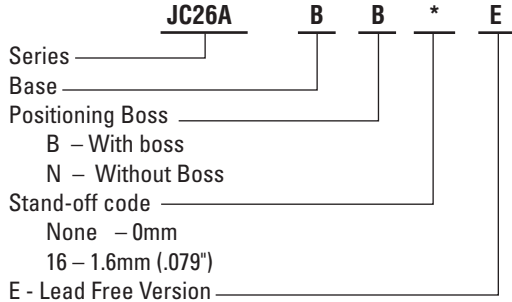 JC26A B B * E
Series
Base
Positioning Boss
B – With boss
N – Without Boss
Stand-off code
None – 0mm
16 – 1.6mm (.079")
E - Lead Free Version